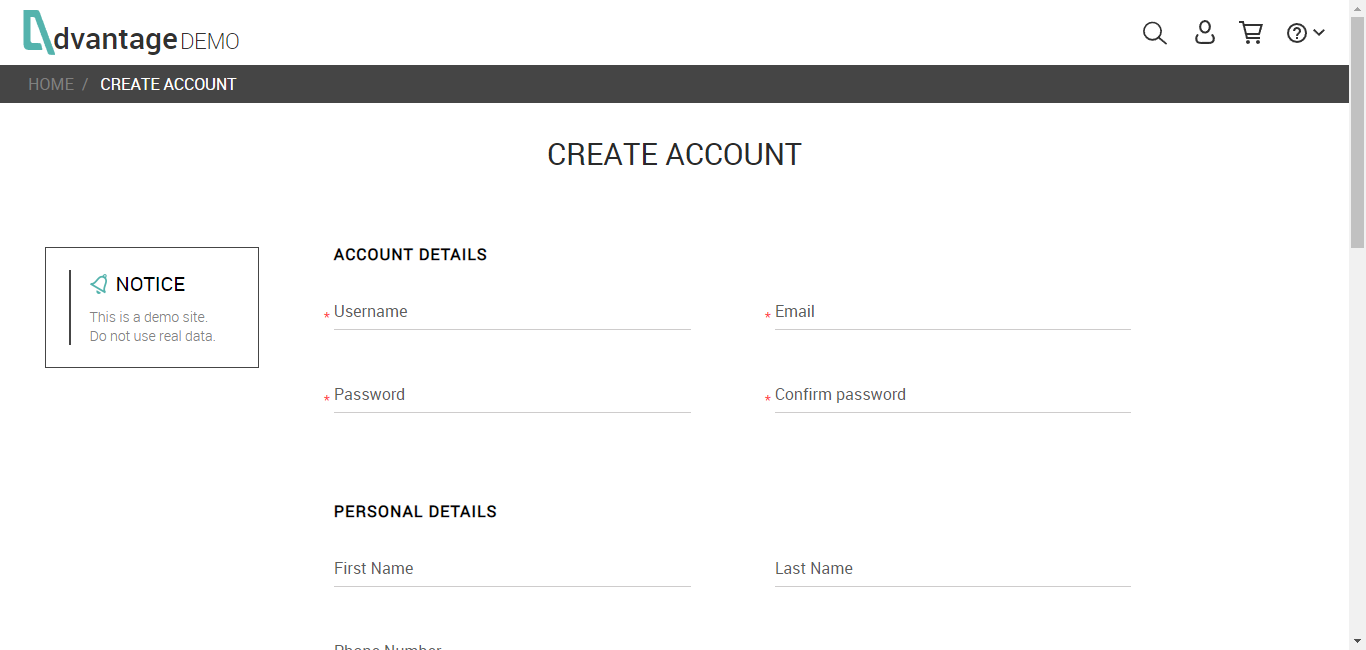 dvantage DEMO
HOME / CREATE ACCOUNT
CREATE ACCOUNT
NOTICE
This is a demo site.
Do not use real data.
ACCOUNT DETAILS
* Username
* Email
* Password
* Confirm password
PERSONAL DETAILS
First Name
Last Name
Phone Number